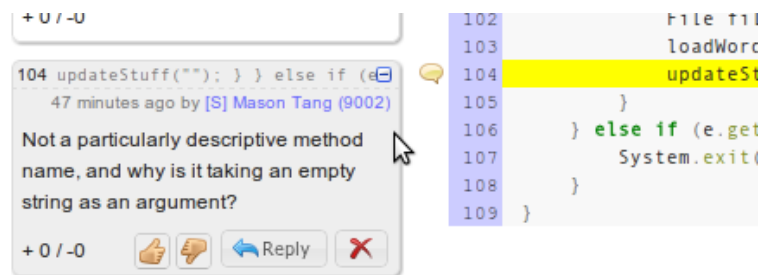 + 0 / -0
104 updateStuff(""); } } else if (e
47 minutes ago by [S] Mason Tang (9002)
Not a particularly descriptive method
name, and why is it taking an empty
string as an argument?
+ 0 / -0
Reply
102 File fil
103 loadWord
104 updateSt
105 }
106 } else if (e.get
107 System.exit(
108 }
109 }